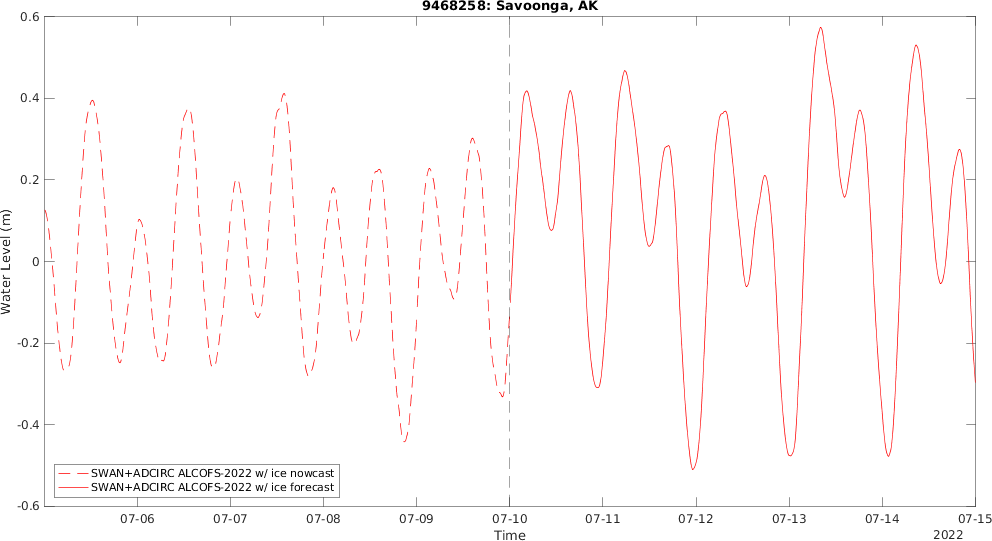 9468258: Savoonga, AK
0.6
0.4
0.2
0
-0.2
-0.4
-0.6
Water Level (m)
SWAN+ADCIRC ALCOFS-2022 w/ ice nowcast
SWAN+ADCIRC ALCOFS-2022 w/ ice forecast
07-06 07-07 07-08 07-09 07-10 07-11 07-12 07-13 07-14 07-15
Time
2022